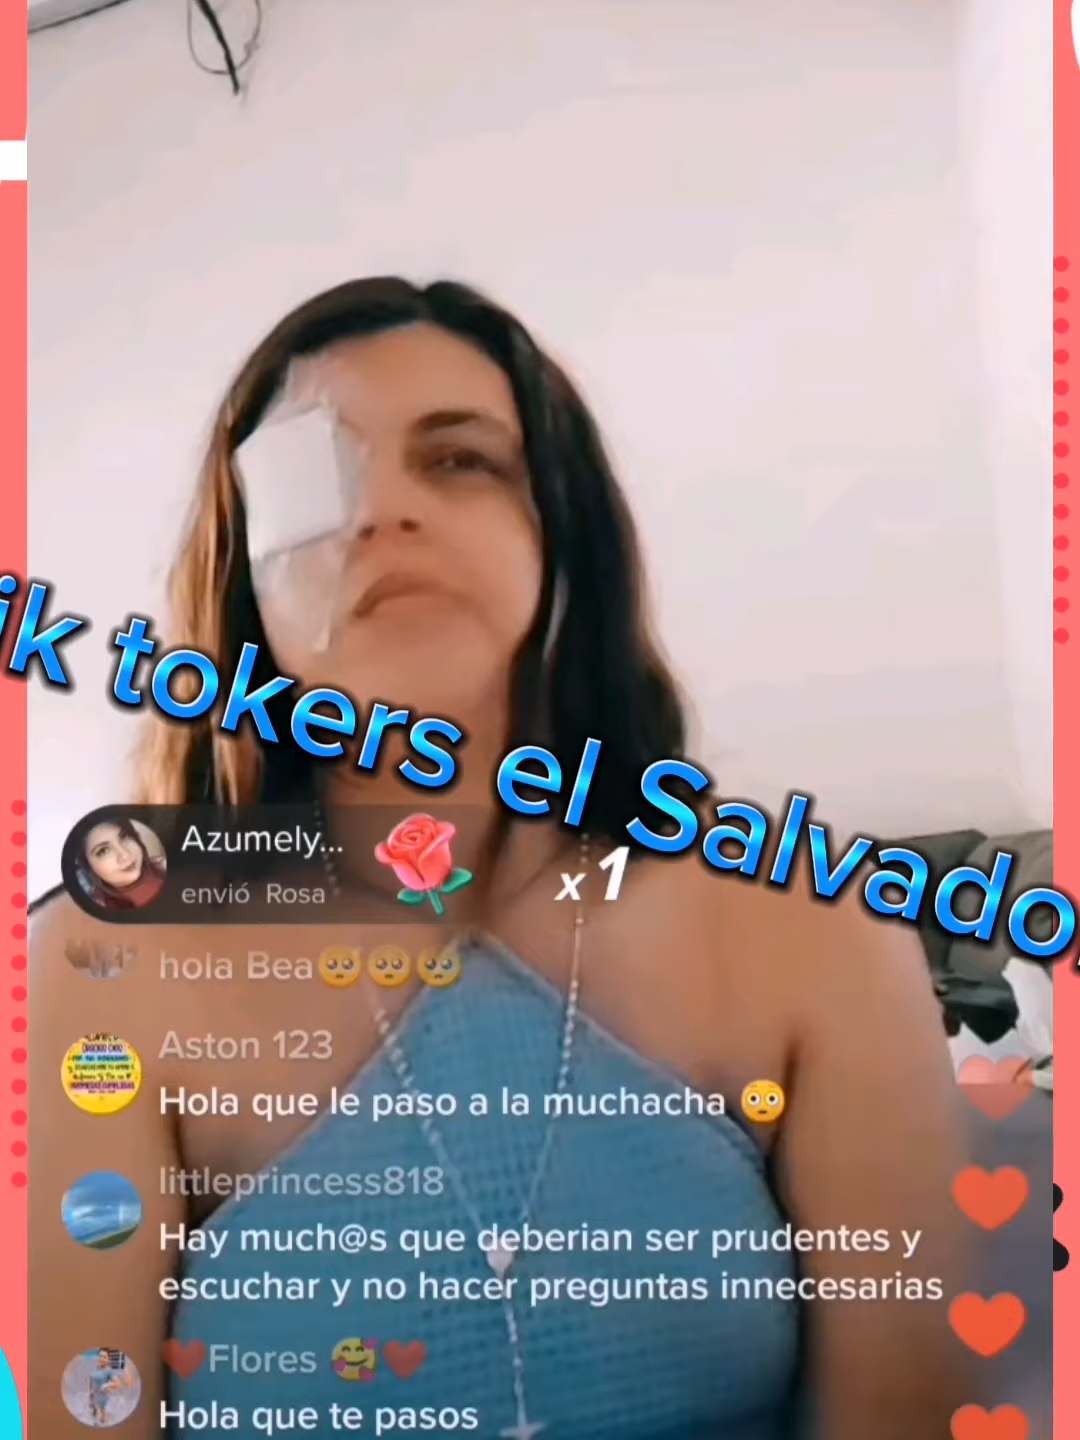 ik tokers el Salvado
Azumely...
envió Rosa
x 1
hola Bea🥺🥺🥺
Aston 123
Hola que le paso a la muchacha 😳
littleprincess818
Hay much@s que deberian ser prudentes y
escuchar y no hacer preguntas innecesarias
❤️Flores 🥰❤️
Hola que te pasos